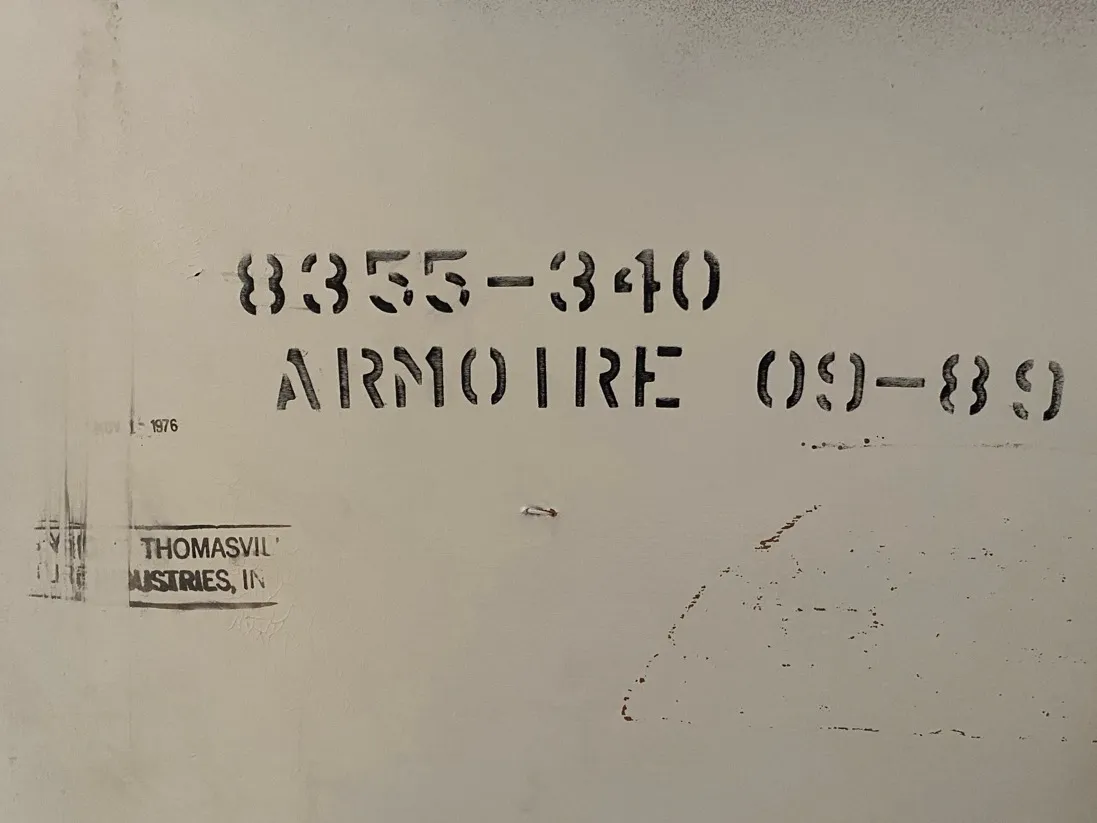 8355-340
ARMOIRE 09-89
1976
THOMASVIL
USTRIES, IN